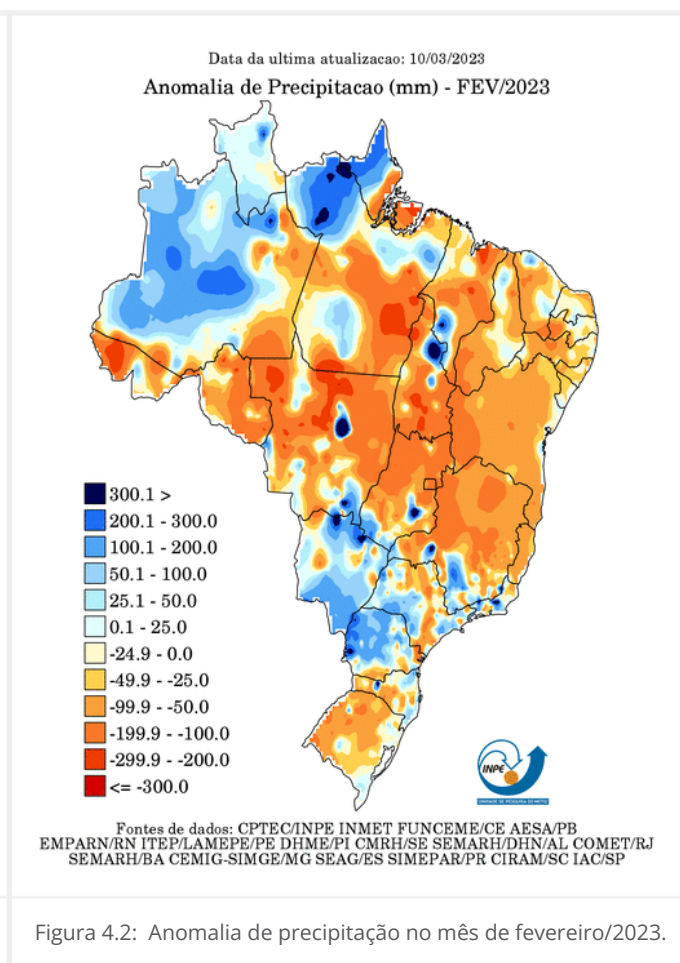 Data da ultima atualizacao: 10/03/2023
Anomalia de Precipitacao (mm) - FEV/2023
300.1 >
200.1 - 300.0
100.1 - 200.0
50.1 - 100.0
25.1 - 50.0
0.1 - 25.0
-24.9 - 0.0
-49.9 - -25.0
-99.9 - -50.0
-199.9 - -100.0
-299.9 - -200.0
<= -300.0
INPE
Fontes de dados: CPTEC/INPE INMET FUNCEME/CE AESA/PB
EMPARN/RN ITEP/LAMEPE/PE DHME/PI CMRH/SE SEMARH/DHN/AL COMET/RJ
SEMARH/BA CEMIG-SIMGE/MG SEAG/ES SIMEPAR/PR CIRAM/SC IAC/SP
Figura 4.2: Anomalia de precipitação no mês de fevereiro/2023.